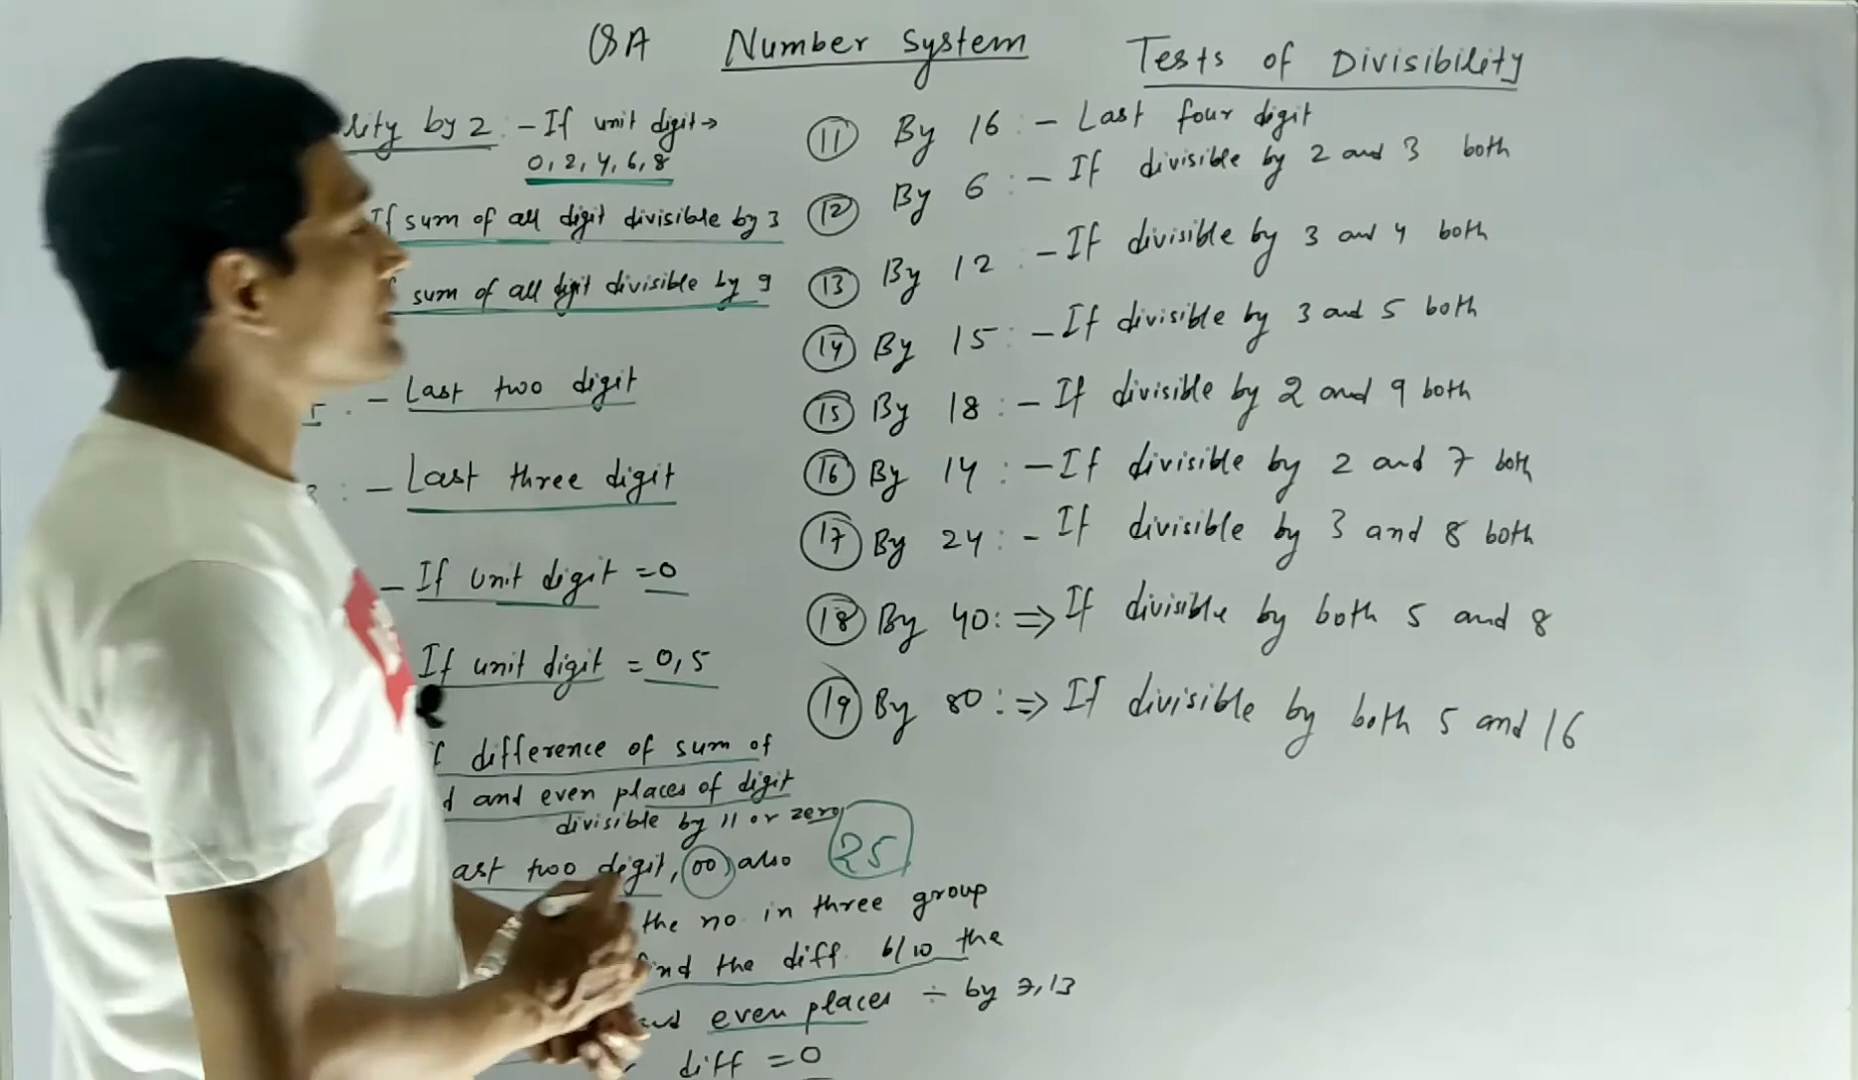 QA Number System Tests of Divisibility
lity by 2 :- If unit digit →
0, 2, 4, 6, 8
If sum of all digit divisible by 3
sum of all digit divisible by 9
:- Last two digit
:- Last three digit
- If unit digit = 0
If unit digit = 0, 5
difference of sum of
d and even places of digit
divisible by 11 or zero
ast two digit, 00 also
25
the no. in three group
ind the diff. b/w the
and even places ÷ by 7, 13
diff = 0
11 By 16 :- Last four digit
12 By 6 :- If divisible by 2 and 3 both
13 By 12 :- If divisible by 3 and 4 both
14 By 15 :- If divisible by 3 and 5 both
15 By 18 :- If divisible by 2 and 9 both
16 By 14 :- If divisible by 2 and 7 both
17 By 24 :- If divisible by 3 and 8 both
18 By 40 :⇒ If divisible by both 5 and 8
19 By 80 :⇒ If divisible by both 5 and 16